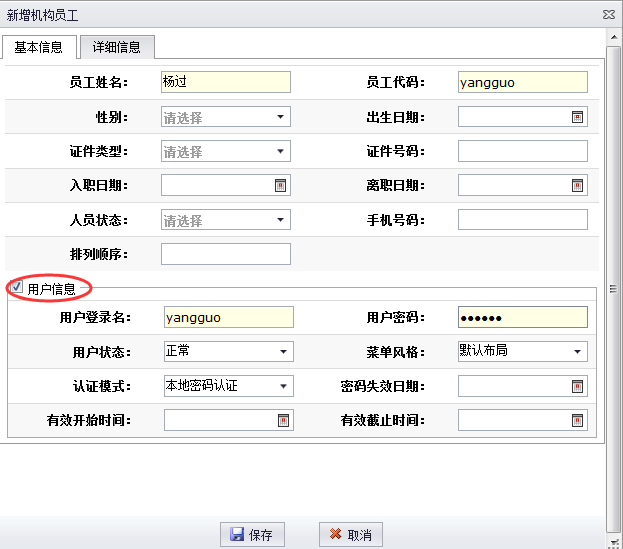 新增机构员工
基本信息 详细信息
员工姓名： 杨过 员工代码： yangguo
性别： 请选择 出生日期：
证件类型： 请选择 证件号码：
入职日期： 离职日期：
人员状态： 请选择 手机号码：
排列顺序：
用户信息
用户登录名： yangguo 用户密码： ●●●●●●
用户状态： 正常 菜单风格： 默认布局
认证模式： 本地密码认证 密码失效日期：
有效开始时间： 有效截止时间：
保存 取消